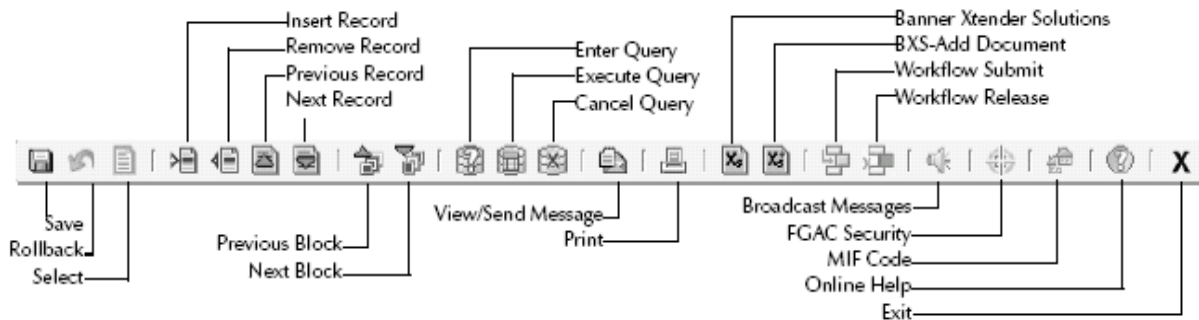 Insert Record
Remove Record
Previous Record
Next Record
Enter Query
Execute Query
Cancel Query
Banner Xtender Solutions
BXS-Add Document
Workflow Submit
Workflow Release
Save
Rollback
Select
Previous Block
Next Block
View/Send Message
Print
Broadcast Messages
FGAC Security
MIF Code
Online Help
Exit